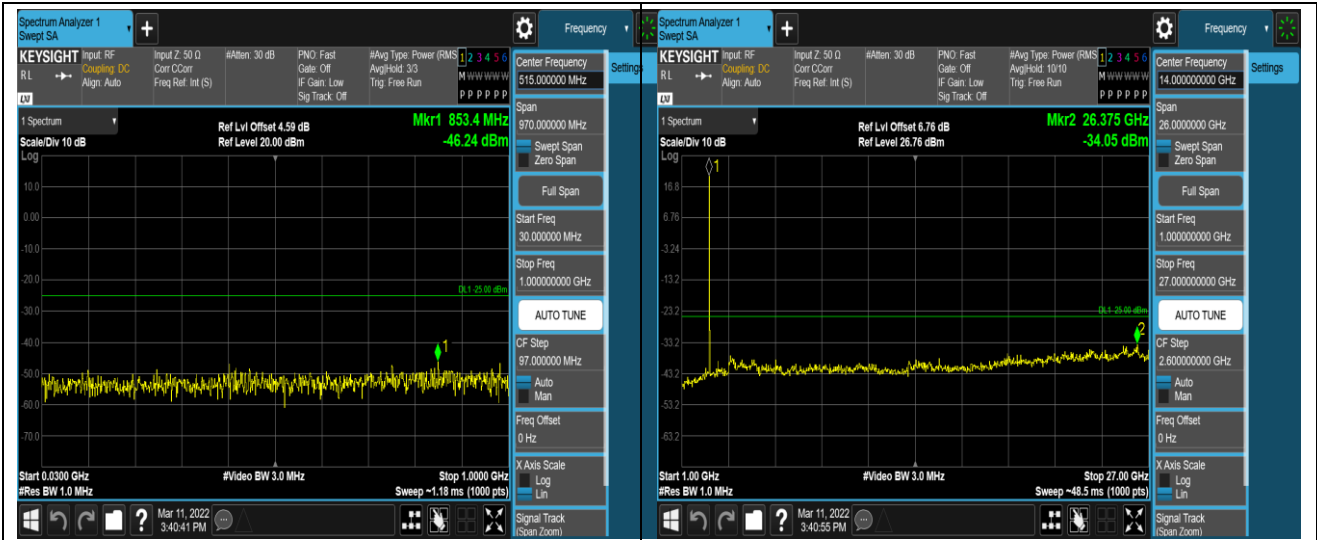 Spectrum Analyzer 1
Swept SA
+
Frequency
KEYSIGHT
RL
LXI
Input: RF
Coupling: DC
Align: Auto
Input Z: 50 Ω
Corr CCorr
Freq Ref: Int (S)
#Atten: 30 dB
PNO: Fast
Gate: Off
IF Gain: Low
Sig Track: Off
#Avg Type: Power (RMS
Avg|Hold: 3/3
Trig: Free Run
1 2 3 4 5 6
M W W W W W
P P P P P P
Center Frequency
515.000000 MHz
Settings
1 Spectrum
Scale/Div 10 dB
Log
Ref Lvl Offset 4.59 dB
Ref Level 20.00 dBm
Mkr1 853.4 MHz
-46.24 dBm
10.0
0.00
-10.0
-20.0
-30.0
-40.0
-50.0
-60.0
-70.0
DL1 -25.00 dBm
1
Start 0.0300 GHz
#Res BW 1.0 MHz
#Video BW 3.0 MHz
Stop 1.0000 GHz
Sweep ~1.18 ms (1000 pts)
Span
970.000000 MHz
Swept Span
Zero Span
Full Span
Start Freq
30.000000 MHz
Stop Freq
1.000000000 GHz
AUTO TUNE
CF Step
97.000000 MHz
Auto
Man
Freq Offset
0 Hz
X Axis Scale
Log
Lin
Signal Track
(Span Zoom)
?
Mar 11, 2022
3:40:41 PM
Spectrum Analyzer 1
Swept SA
+
Frequency
KEYSIGHT
RL
LXI
Input: RF
Coupling: DC
Align: Auto
Input Z: 50 Ω
Corr CCorr
Freq Ref: Int (S)
#Atten: 30 dB
PNO: Fast
Gate: Off
IF Gain: Low
Sig Track: Off
#Avg Type: Power (RMS
Avg|Hold: 10/10
Trig: Free Run
1 2 3 4 5 6
M W W W W W
P P P P P P
Center Frequency
14.000000000 GHz
Settings
1 Spectrum
Scale/Div 10 dB
Log
Ref Lvl Offset 6.76 dB
Ref Level 26.76 dBm
Mkr2 26.375 GHz
-34.05 dBm
1
16.8
6.76
-3.24
-13.2
-23.2
-33.2
-43.2
-53.2
-63.2
DL1 -25.00 dBm
2
Start 1.00 GHz
#Res BW 1.0 MHz
#Video BW 3.0 MHz
Stop 27.00 GHz
Sweep ~48.5 ms (1000 pts)
Span
26.0000000 GHz
Swept Span
Zero Span
Full Span
Start Freq
1.000000000 GHz
Stop Freq
27.000000000 GHz
AUTO TUNE
CF Step
2.600000000 GHz
Auto
Man
Freq Offset
0 Hz
X Axis Scale
Log
Lin
Signal Track
(Span Zoom)
?
Mar 11, 2022
3:40:55 PM